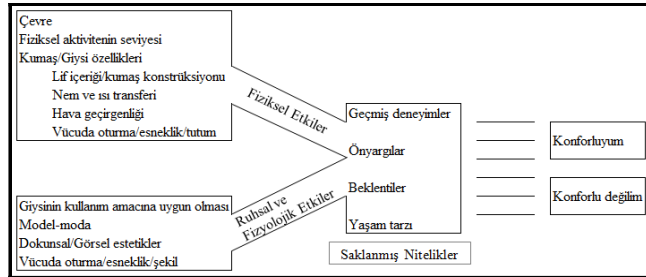 Çevre
Fiziksel aktivitenin seviyesi
Kumaş/Giysi özellikleri
Lif içeriği/kumaş konstrüksiyonu
Nem ve ısı transferi
Hava geçirgenliği
Vücuda oturma/esneklik/tutum
Fiziksel Etkiler
Giysinin kullanım amacına uygun olması
Model-moda
Dokunsal/Görsel estetikler
Vücuda oturma/esneklik/şekil
Ruhsal ve
Fizyolojik Etkiler
Geçmiş deneyimler
Önyargılar
Beklentiler
Yaşam tarzı
Saklanmış Nitelikler
Konforluyum
Konforlu değilim